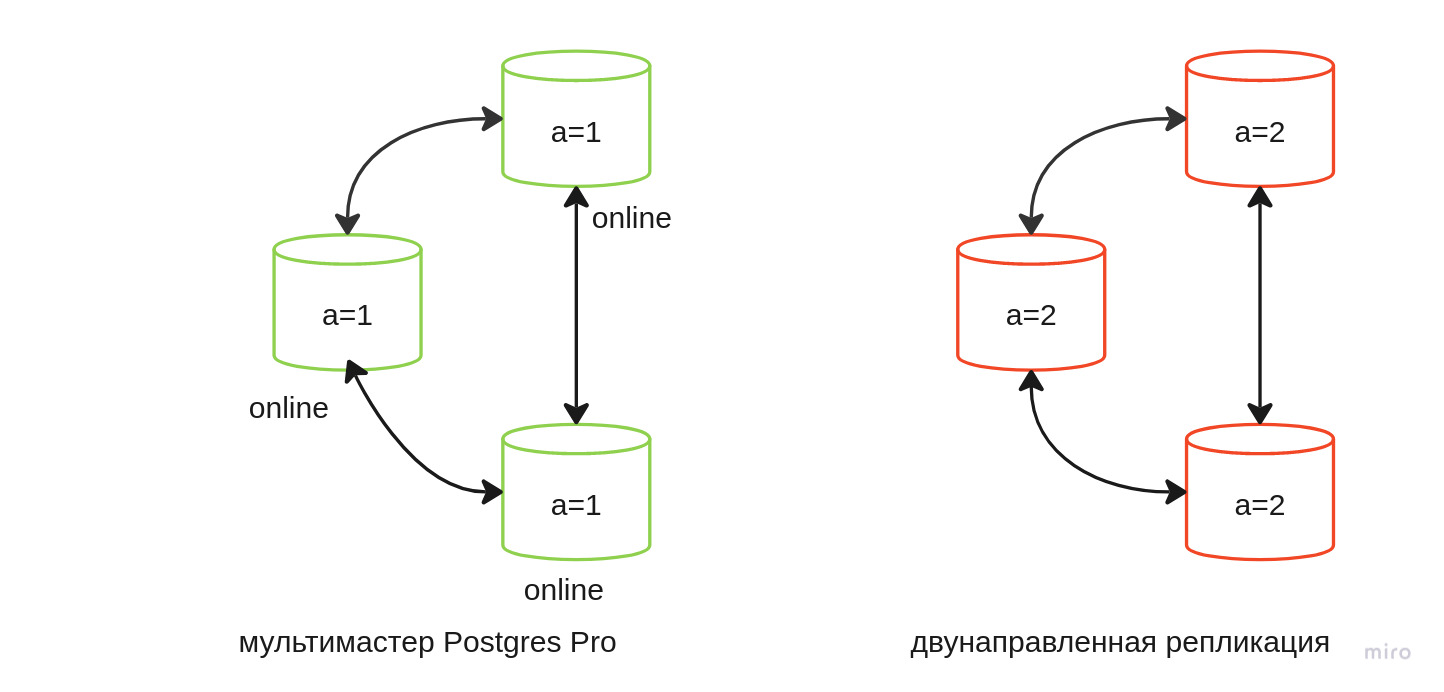 a=1
online
a=1
online
a=1
online
мультимастер Postgres Pro
a=2
a=2
a=2
двунаправленная репликация
miro